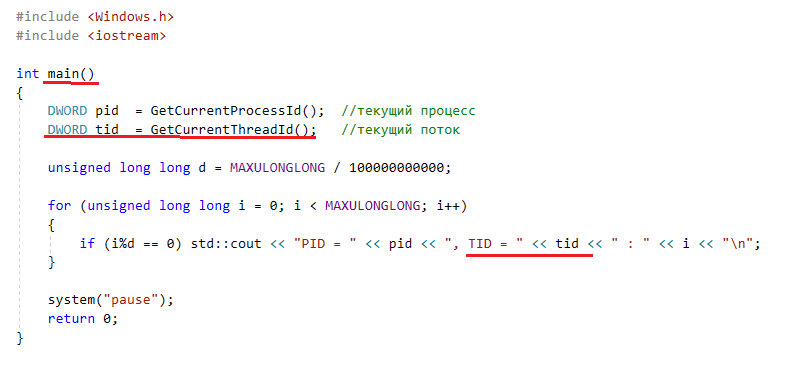 #include <Windows.h>
#include <iostream>
int main()
{
DWORD pid  = GetCurrentProcessId();  //текущий процесс
DWORD tid  = GetCurrentThreadId();   //текущий поток
unsigned long long d = MAXULONGLONG / 100000000000;
for (unsigned long long i = 0; i < MAXULONGLONG; i++)
{
if (i%d == 0) std::cout << "PID = " << pid << ", TID = " << tid << " : " << i << "\n";
}
system("pause");
return 0;
}